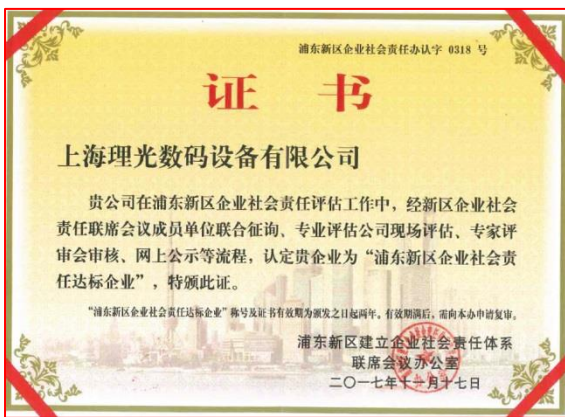 浦东新区企业社会责任办认字 0318 号
证 书
上海理光数码设备有限公司
贵公司在浦东新区企业社会责任评估工作中，经新区企业社会
责任联席会议成员单位联合征询、专业评估公司现场评估、专家评
审会审核、网上公示等流程，认定贵企业为“浦东新区企业社会责
任达标企业”，特颁此证。
“浦东新区企业社会责任达标企业”称号及证书有效期为颁发之日起两年，有效期满后，需向本办申请复审。
浦东新区建立企业社会责任体系
联席会议办公室
二〇一七年十一月十七日